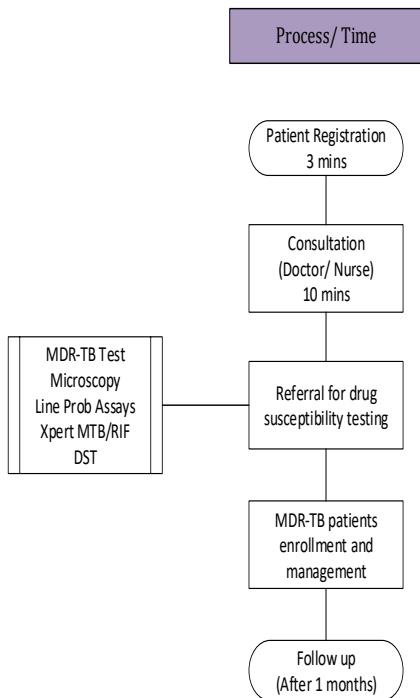 Process/ Time
Patient Registration
3 mins
Consultation
(Doctor/ Nurse)
10 mins
MDR-TB Test
Microscopy
Line Prob Assays
Xpert MTB/RIF
DST
Referral for drug
susceptibility testing
MDR-TB patients
enrollment and
management
Follow up
(After 1 months)